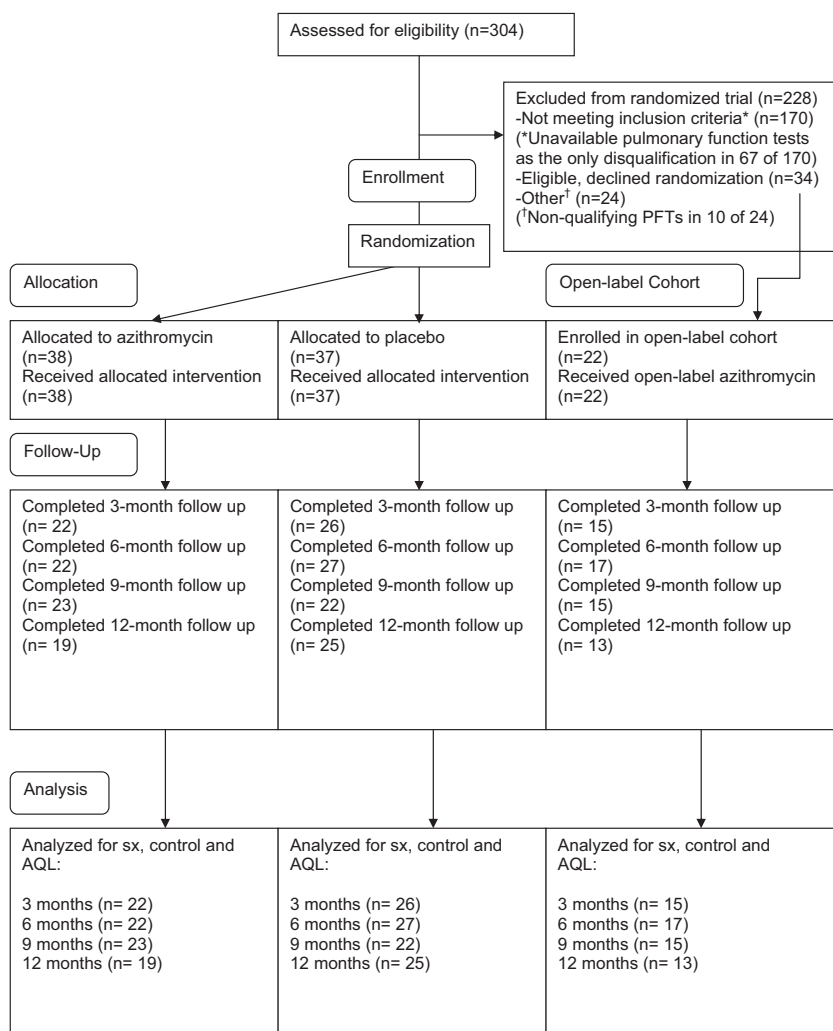 Assessed for eligibility (n=304)
Excluded from randomized trial (n=228)
-Not meeting inclusion criteria* (n=170)
(*Unavailable pulmonary function tests
as the only disqualification in 67 of 170)
-Eligible, declined randomization (n=34)
-Other† (n=24)
(†Non-qualifying PFTs in 10 of 24)
Enrollment
Randomization
Allocation
Open-label Cohort
Allocated to azithromycin
(n=38)
Received allocated intervention
(n=38)
Allocated to placebo
(n=37)
Received allocated intervention
(n=37)
Enrolled in open-label cohort
(n=22)
Received open-label azithromycin
(n=22)
Follow-Up
Completed 3-month follow up
(n= 22)
Completed 6-month follow up
(n= 22)
Completed 9-month follow up
(n= 23)
Completed 12-month follow up
(n= 19)
Completed 3-month follow up
(n= 26)
Completed 6-month follow up
(n= 27)
Completed 9-month follow up
(n= 22)
Completed 12-month follow up
(n= 25)
Completed 3-month follow up
(n= 15)
Completed 6-month follow up
(n= 17)
Completed 9-month follow up
(n= 15)
Completed 12-month follow up
(n= 13)
Analysis
Analyzed for sx, control and
AQL:
3 months (n= 22)
6 months (n= 22)
9 months (n= 23)
12 months (n= 19)
Analyzed for sx, control and
AQL:
3 months (n= 26)
6 months (n= 27)
9 months (n= 22)
12 months (n= 25)
Analyzed for sx, control and
AQL:
3 months (n= 15)
6 months (n= 17)
9 months (n= 15)
12 months (n= 13)